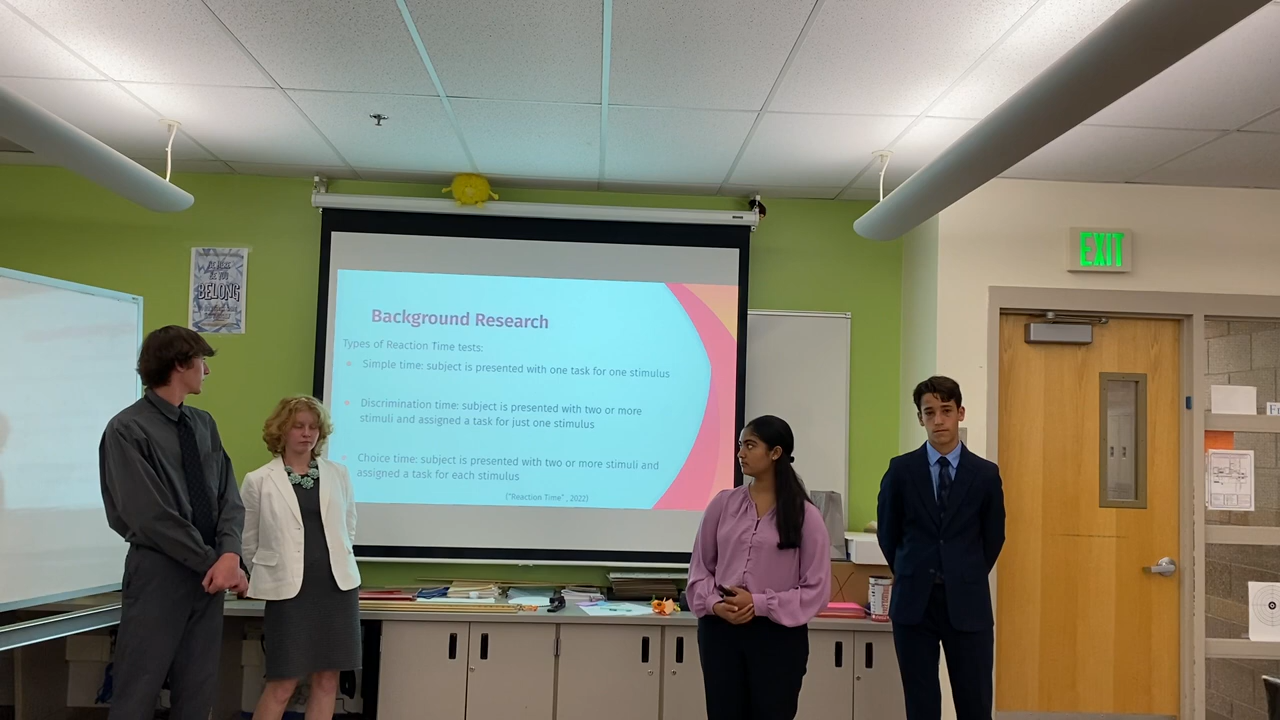 BELONG
EXIT
Background Research
Types of Reaction Time tests:
Simple time: subject is presented with one task for one stimulus
Discrimination time: subject is presented with two or more
stimuli and assigned a task for just one stimulus
Choice time: subject is presented with two or more stimuli and
assigned a task for each stimulus
("Reaction Time" , 2022)